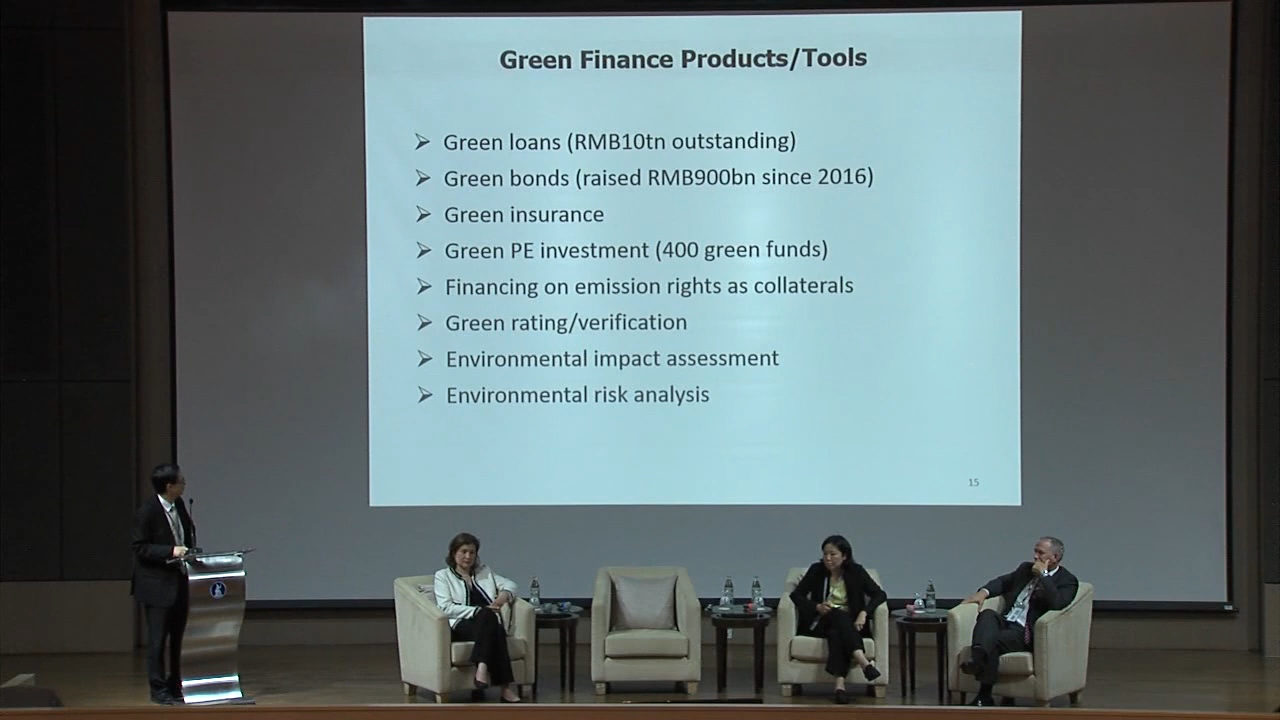 Green Finance Products/Tools
Green loans (RMB10tn outstanding)
Green bonds (raised RMB900bn since 2016)
Green insurance
Green PE investment (400 green funds)
Financing on emission rights as collaterals
Green rating/verification
Environmental impact assessment
Environmental risk analysis
15